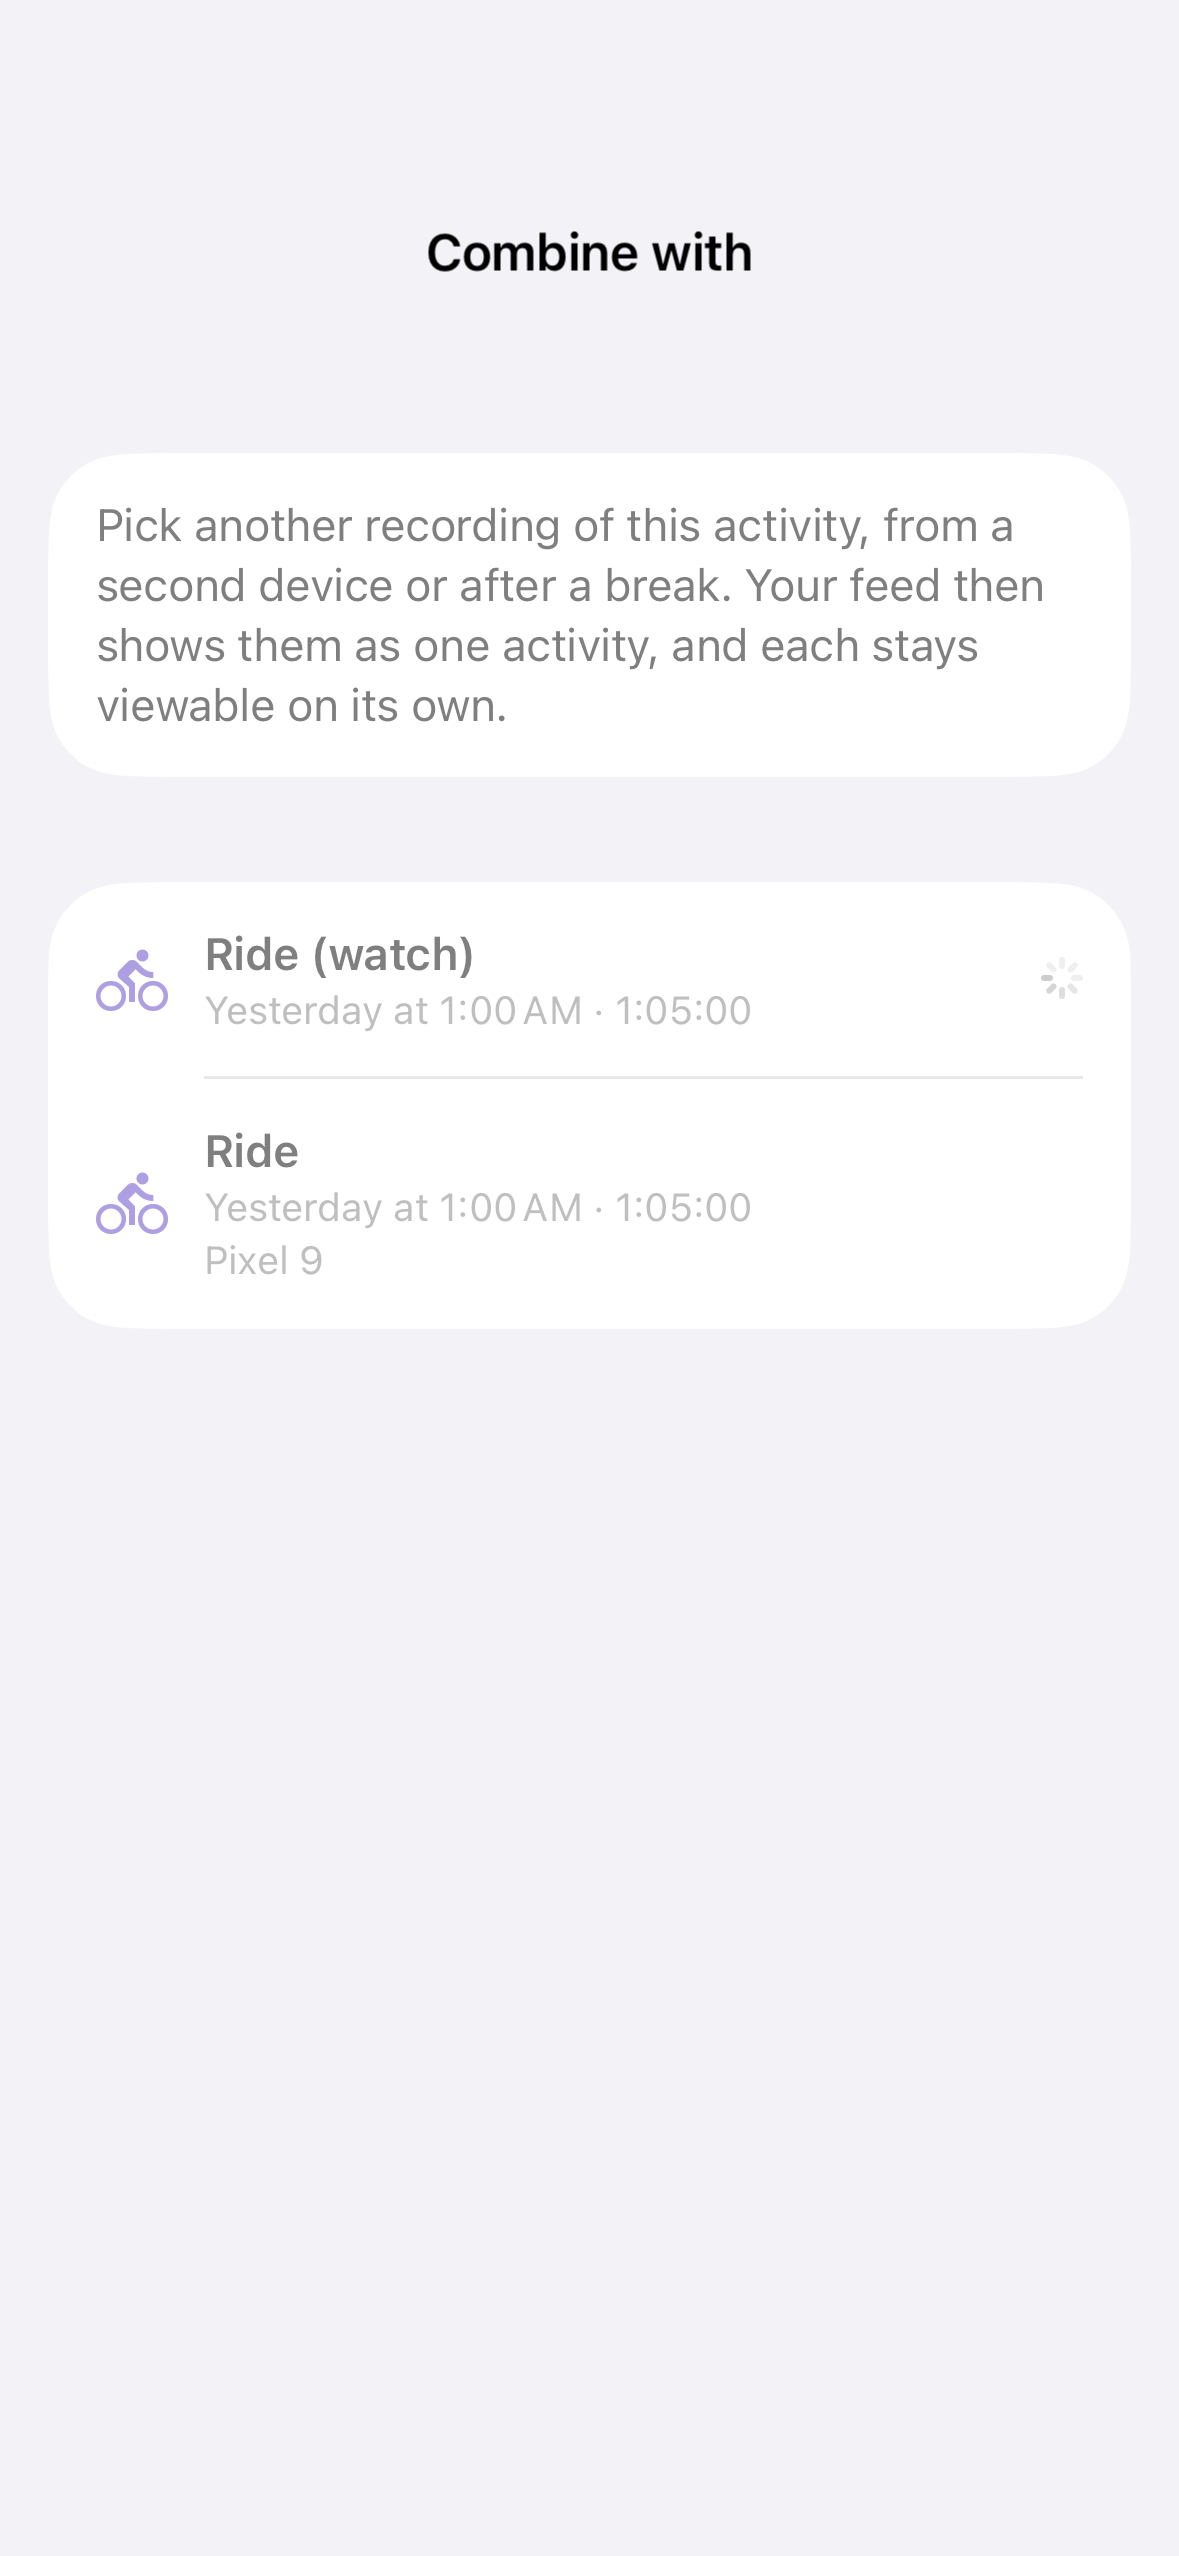 Combine with
Pick another recording of this activity, from a
second device or after a break. Your feed then
shows them as one activity, and each stays
viewable on its own.
Ride (watch)
Yesterday at 1:00 AM · 1:05:00
Ride
Yesterday at 1:00 AM · 1:05:00
Pixel 9